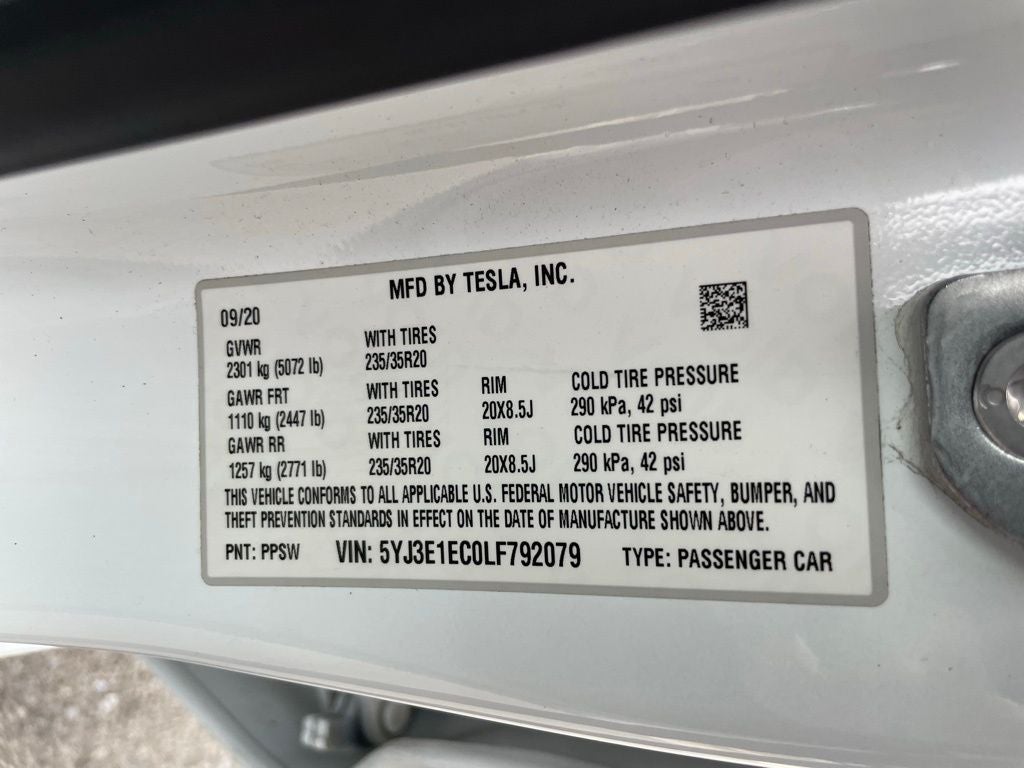 MFD BY TESLA, INC.
09/20
GVWR WITH TIRES
2301 kg (5072 lb) 235/35R20
GAWR FRT WITH TIRES RIM COLD TIRE PRESSURE
1110 kg (2447 lb) 235/35R20 20X8.5J 290 kPa, 42 psi
GAWR RR WITH TIRES RIM COLD TIRE PRESSURE
1257 kg (2771 lb) 235/35R20 20X8.5J 290 kPa, 42 psi
THIS VEHICLE CONFORMS TO ALL APPLICABLE U.S. FEDERAL MOTOR VEHICLE SAFETY, BUMPER, AND
THEFT PREVENTION STANDARDS IN EFFECT ON THE DATE OF MANUFACTURE SHOWN ABOVE.
PNT: PPSW VIN: 5YJ3E1EC0LF792079 TYPE: PASSENGER CAR